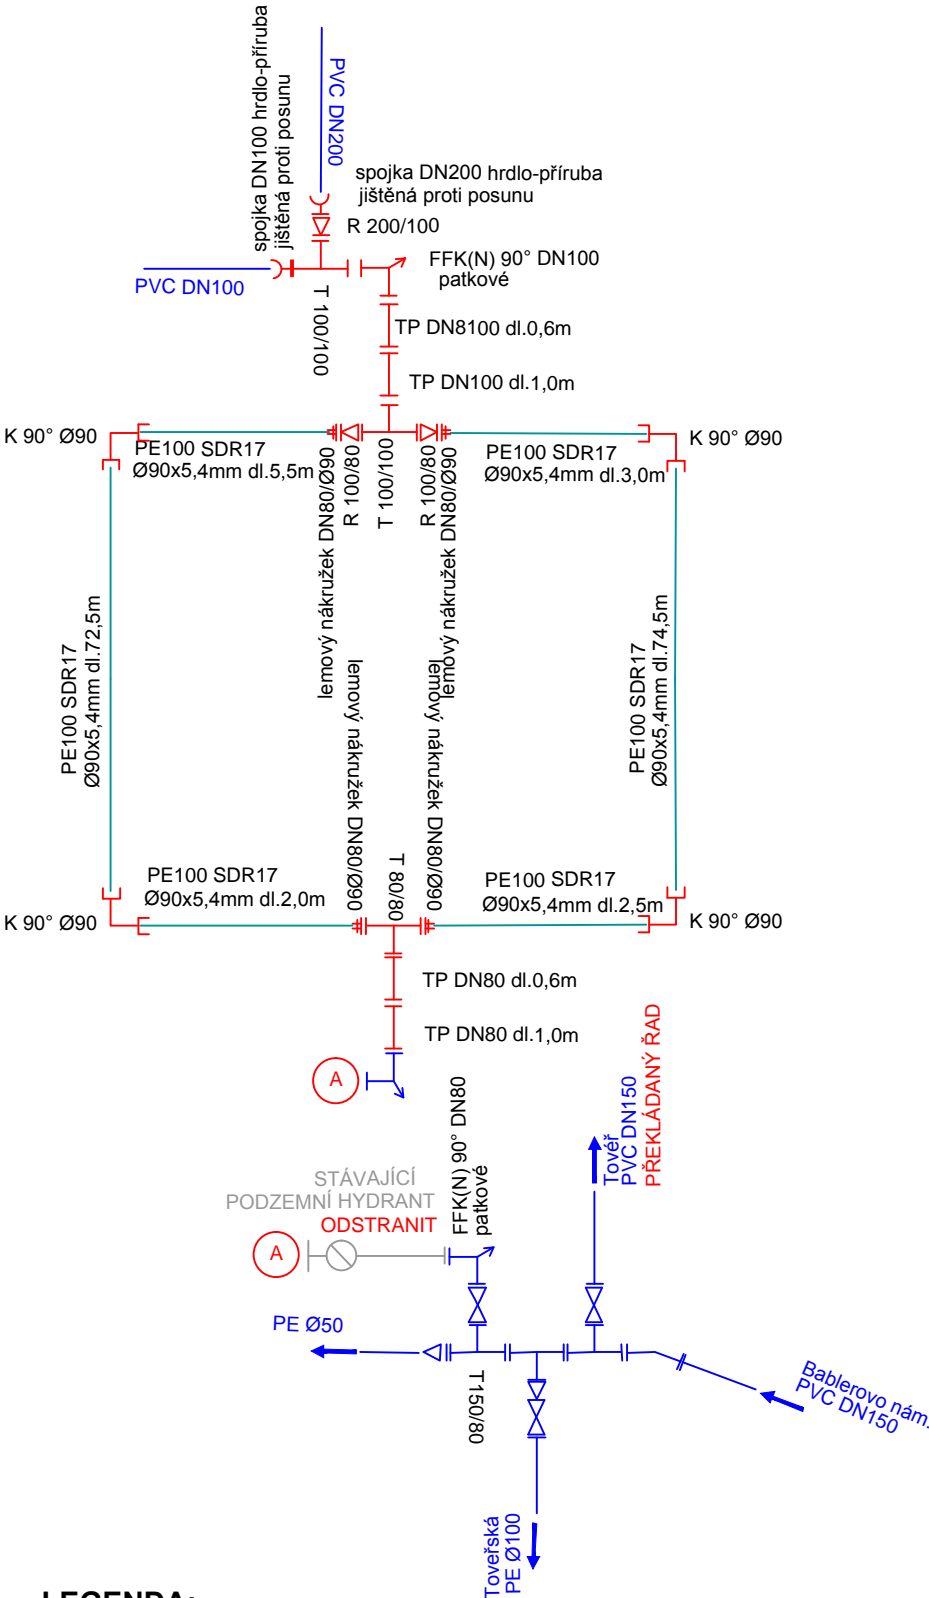 spojka DN100 hrdlo-příruba
jištěná proti posunu
PVC DN200
spojka DN200 hrdlo-příruba
jištěná proti posunu
R 200/100
PVC DN100
T 100/100
FFK(N) 90° DN100
patkové
TP DN8100 dl.0,6m
TP DN100 dl.1,0m
K 90° Ø90
PE100 SDR17
Ø90x5,4mm dl.5,5m
lemový nákružek DN80/Ø90
R 100/80
T 100/100
R 100/80
lemový nákružek DN80/Ø90
PE100 SDR17
Ø90x5,4mm dl.3,0m
K 90° Ø90
PE100 SDR17
Ø90x5,4mm dl.72,5m
PE100 SDR17
Ø90x5,4mm dl.74,5m
K 90° Ø90
PE100 SDR17
Ø90x5,4mm dl.2,0m
lemový nákružek DN80/Ø90
T 80/80
lemový nákružek DN80/Ø90
PE100 SDR17
Ø90x5,4mm dl.2,5m
K 90° Ø90
TP DN80 dl.0,6m
TP DN80 dl.1,0m
A
STÁVAJÍCÍ
PODZEMNÍ HYDRANT
ODSTRANIT
A
FFK(N) 90° DN80
patkové
Tovéř
PVC DN150
PŘEKLÁDANÝ ŘAD
PE Ø50
T150/80
Bablerovo nám.
PVC DN150
Toveřská
PE Ø100
LEGENDA: